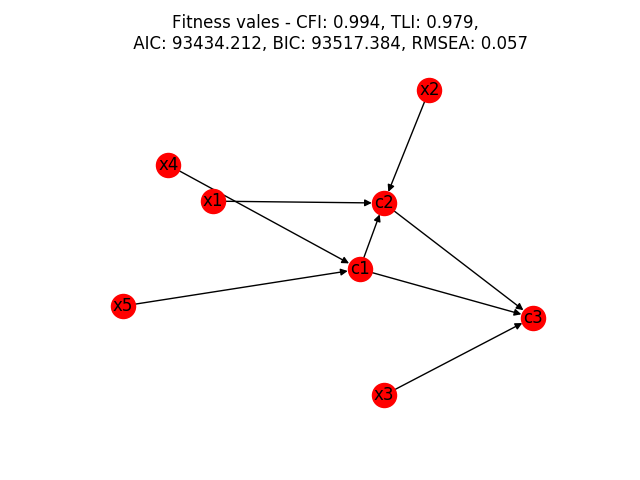 Fitness vales - CFI: 0.994, TLI: 0.979,
AIC: 93434.212, BIC: 93517.384, RMSEA: 0.057
x2
x4
x1
c2
c1
x5
c3
x3